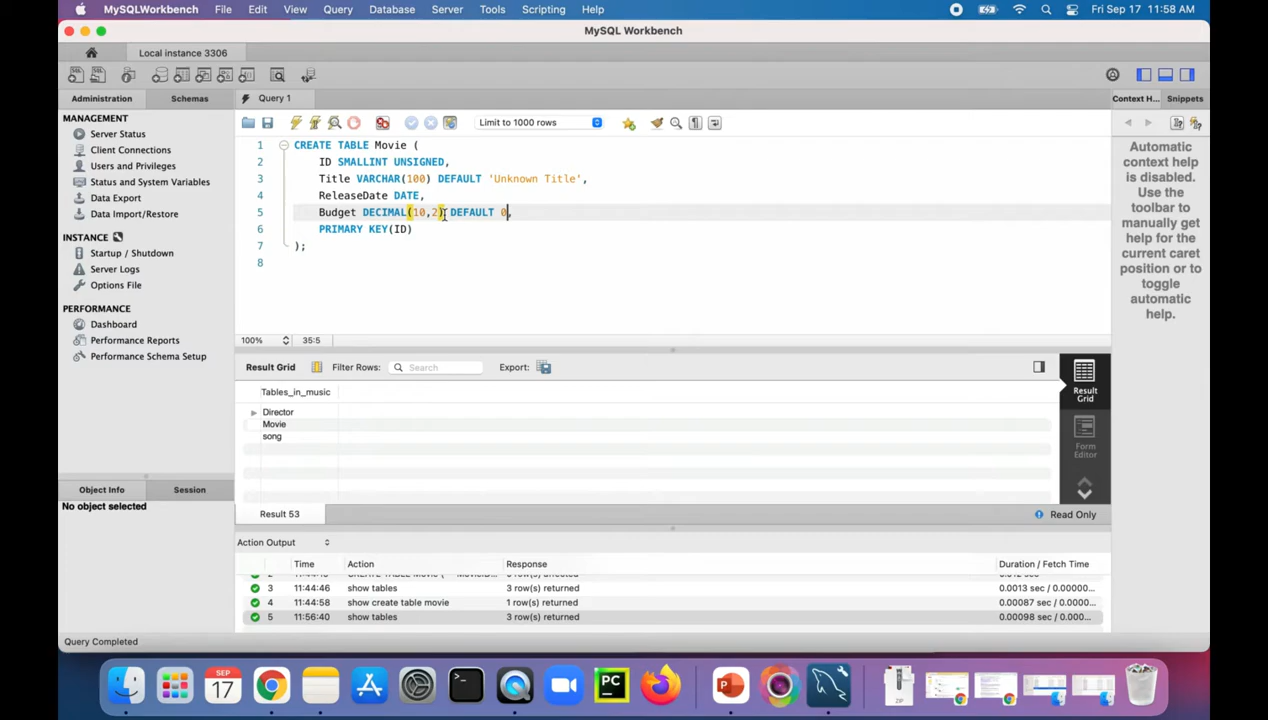 MySQLWorkbench File Edit View Query Database Server Tools Scripting Help Fri Sep 17 11:58 AM
MySQL Workbench
Local instance 3306
Administration Schemas Query 1 Context H... Snippets
MANAGEMENT
Server Status
Client Connections
Users and Privileges
Status and System Variables
Data Export
Data Import/Restore
INSTANCE
Startup / Shutdown
Server Logs
Options File
PERFORMANCE
Dashboard
Performance Reports
Performance Schema Setup
Limit to 1000 rows
1 CREATE TABLE Movie (
2 ID SMALLINT UNSIGNED,
3 Title VARCHAR(100) DEFAULT 'Unknown Title',
4 ReleaseDate DATE,
5 Budget DECIMAL(10,2) DEFAULT 0,
6 PRIMARY KEY(ID)
7 );
8
Automatic
context help
is disabled.
Use the
toolbar to
manually get
help for the
current caret
position or to
toggle
automatic
help.
100% 35:5
Result Grid Filter Rows: Search Export:
Tables_in_music
Director
Movie
song
Result
Grid
Form
Editor
Object Info Session
No object selected
Result 53 Read Only
Action Output
Time Action Response Duration / Fetch Time
3 11:44:46 show tables 3 row(s) returned 0.0013 sec / 0.00000...
4 11:44:58 show create table movie 1 row(s) returned 0.00087 sec / 0.000...
5 11:56:40 show tables 3 row(s) returned 0.00098 sec / 0.000...
Query Completed
SEP
17
PC
ZIP